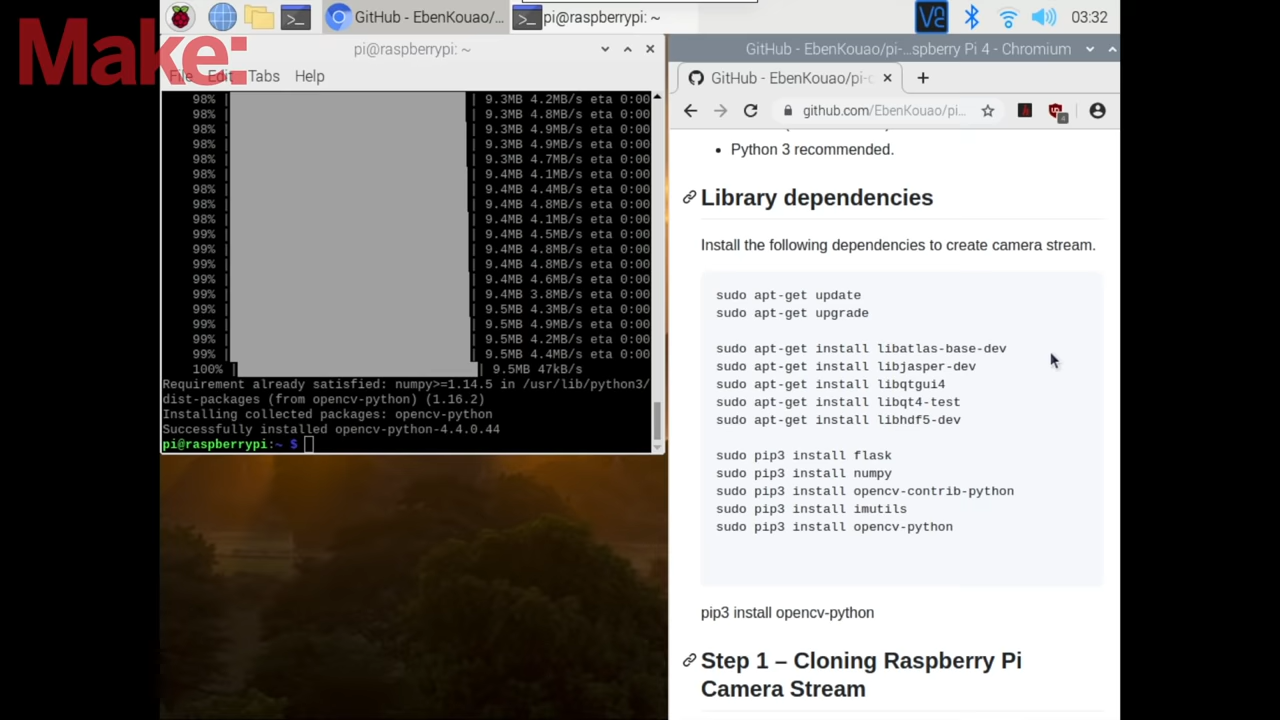 GitHub - EbenKouao/...
pi@raspberrypi: ~
03:32
Make:
pi@raspberrypi: ~
File Edit Tabs Help
98% | | 9.3MB 4.2MB/s eta 0:00
98% | | 9.3MB 4.8MB/s eta 0:00
98% | | 9.3MB 4.9MB/s eta 0:00
98% | | 9.3MB 4.9MB/s eta 0:00
98% | | 9.3MB 4.7MB/s eta 0:00
98% | | 9.4MB 4.1MB/s eta 0:00
98% | | 9.4MB 4.4MB/s eta 0:00
98% | | 9.4MB 4.8MB/s eta 0:00
98% | | 9.4MB 4.1MB/s eta 0:00
99% | | 9.4MB 4.5MB/s eta 0:00
99% | | 9.4MB 4.8MB/s eta 0:00
99% | | 9.4MB 4.8MB/s eta 0:00
99% | | 9.4MB 4.6MB/s eta 0:00
99% | | 9.4MB 3.8MB/s eta 0:00
99% | | 9.5MB 4.3MB/s eta 0:00
99% | | 9.5MB 4.9MB/s eta 0:00
99% | | 9.5MB 4.2MB/s eta 0:00
99% | | 9.5MB 4.4MB/s eta 0:00
100% | | 9.5MB 47kB/s
Requirement already satisfied: numpy>=1.14.5 in /usr/lib/python3/
dist-packages (from opencv-python) (1.16.2)
Installing collected packages: opencv-python
Successfully installed opencv-python-4.4.0.44
pi@raspberrypi:~ $
GitHub - EbenKouao/pi-...spberry Pi 4 - Chromium
GitHub - EbenKouao/pi-c
github.com/EbenKouao/pi...
4
• Python 3 recommended.
Library dependencies
Install the following dependencies to create camera stream.
sudo apt-get update
sudo apt-get upgrade
sudo apt-get install libatlas-base-dev
sudo apt-get install libjasper-dev
sudo apt-get install libqtgui4
sudo apt-get install libqt4-test
sudo apt-get install libhdf5-dev
sudo pip3 install flask
sudo pip3 install numpy
sudo pip3 install opencv-contrib-python
sudo pip3 install imutils
sudo pip3 install opencv-python
pip3 install opencv-python
Step 1 – Cloning Raspberry Pi
Camera Stream